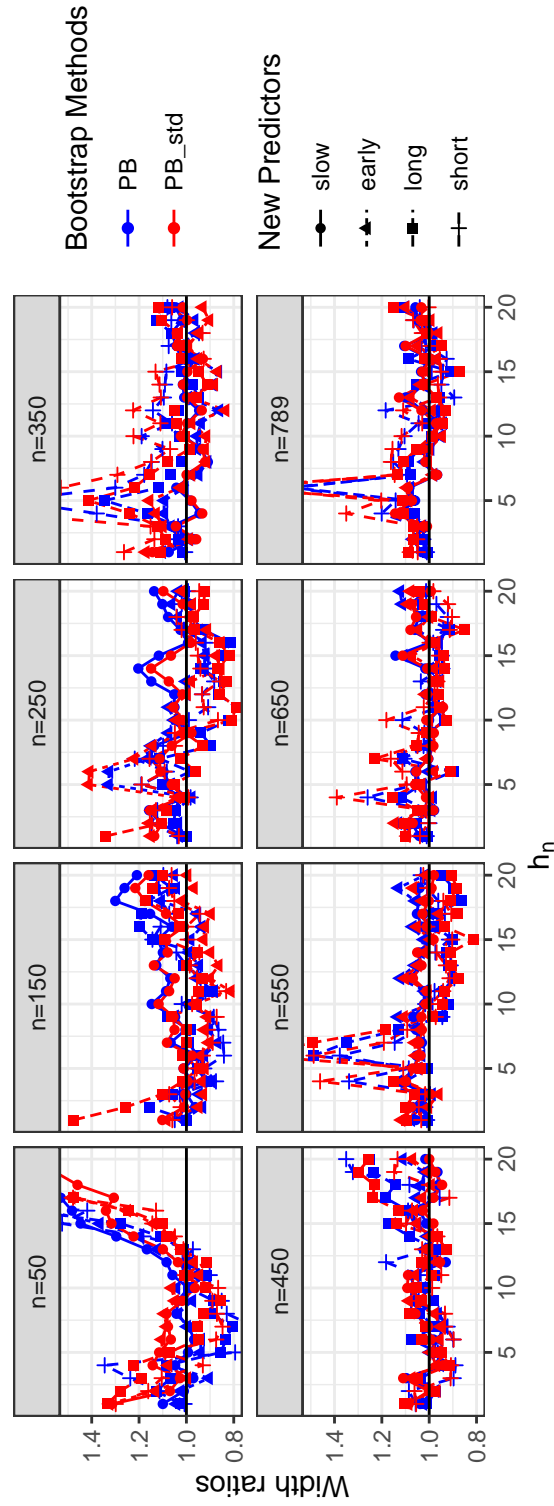 n=50
n=150
n=250
n=350
n=450
n=550
n=650
n=789
Width ratios
1.4
1.2
1.0
0.8
1.4
1.2
1.0
0.8
5
10
15
20
5
10
15
20
5
10
15
20
5
10
15
20
h_n
Bootstrap Methods
PB
PB_std
New Predictors
slow
early
long
short